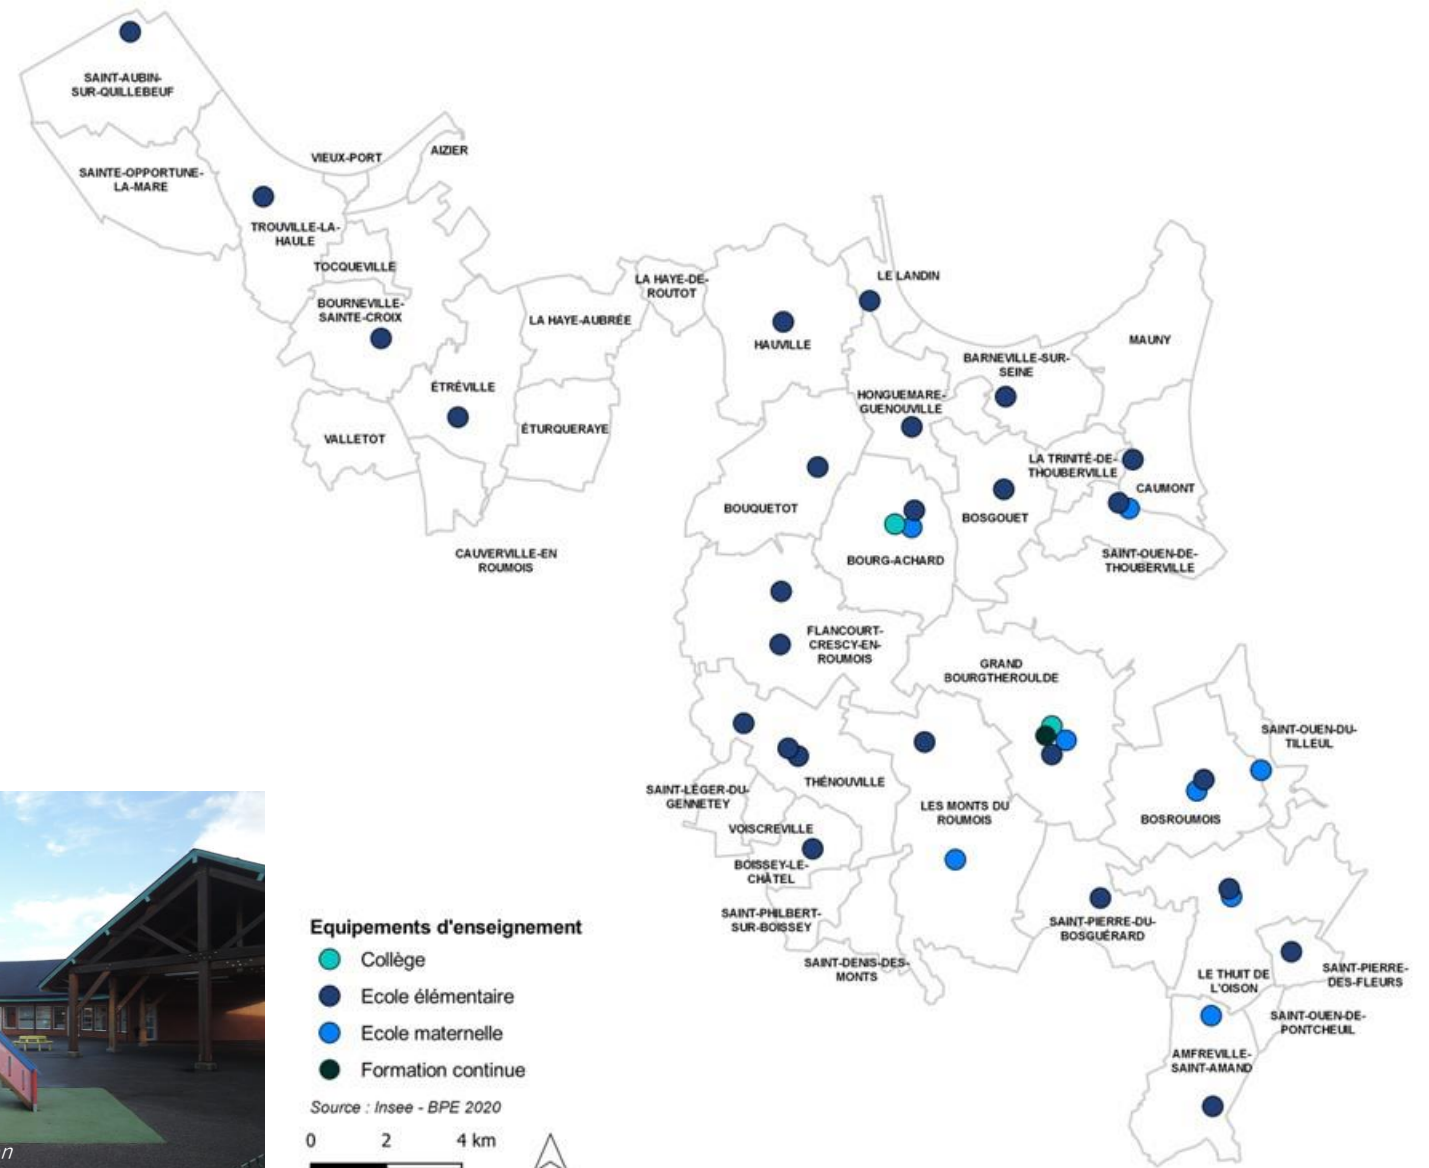 SAINT-AUBIN-
SUR-QUILLEBEUF
VIEUX-PORT
AIZIER
SAINTE-OPPORTUNE-
LA-MARE
TROUVILLE-LA-
HAULE
TOCQUEVILLE
BOURNEVILLE-
SAINTE-CROIX
LA HAYE-AUBRÉE
LA HAYE-DE-
ROUTOT
LE LANDIN
HAUVILLE
BARNEVILLE-SUR-
SEINE
MAUNY
ÉTRÉVILLE
HONGUEMARE-
GUENOUVILLE
VALLETOT
ÉTURQUERAYE
LA TRINITÉ-DE-
THOUBERVILLE
CAUMONT
BOUQUETOT
BOSGOUET
CAUVERVILLE-EN
ROUMOIS
BOURG-ACHARD
SAINT-OUEN-DE-
THOUBERVILLE
FLANCOURT-
CRESCY-EN-
ROUMOIS
GRAND
BOURGTHEROULDE
SAINT-OUEN-DU-
TILLEUL
THÉNOUVILLE
SAINT-LÉGER-DU-
GENNETEY
LES MONTS DU
ROUMOIS
BOSROUMOIS
VOISCREVILLE
BOISSEY-LE-
CHÂTEL
SAINT-PHILBERT-
SUR-BOISSEY
SAINT-PIERRE-DU-
BOSGUÉRARD
SAINT-DENIS-DES-
MONTS
LE THUIT DE
L'OISON
SAINT-PIERRE-
DES-FLEURS
SAINT-OUEN-DE-
PONTCHEUIL
AMFREVILLE-
SAINT-AMAND
Equipements d'enseignement
Collège
Ecole élémentaire
Ecole maternelle
Formation continue
Source : Insee - BPE 2020
0 2 4 km
n